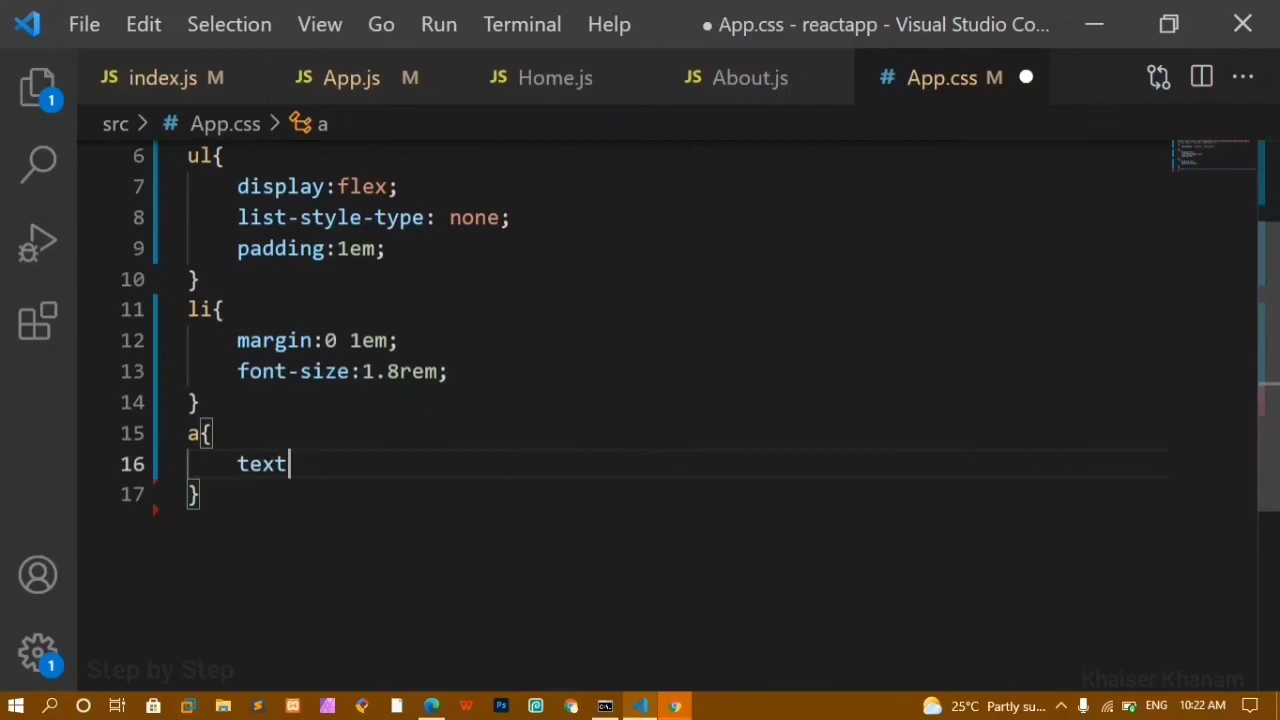 File Edit Selection View Go Run Terminal Help ● App.css - reactapp - Visual Studio Co...
JS index.js M JS App.js M JS Home.js JS About.js # App.css M
src > # App.css > a
6 ul{
7 display:flex;
8 list-style-type: none;
9 padding:1em;
10 }
11 li{
12 margin:0 1em;
13 font-size:1.8rem;
14 }
15 a{
16 text
17 }
1
1
Step by Step
Khaiser Khanam
25°C Partly su... ENG 10:22 AM